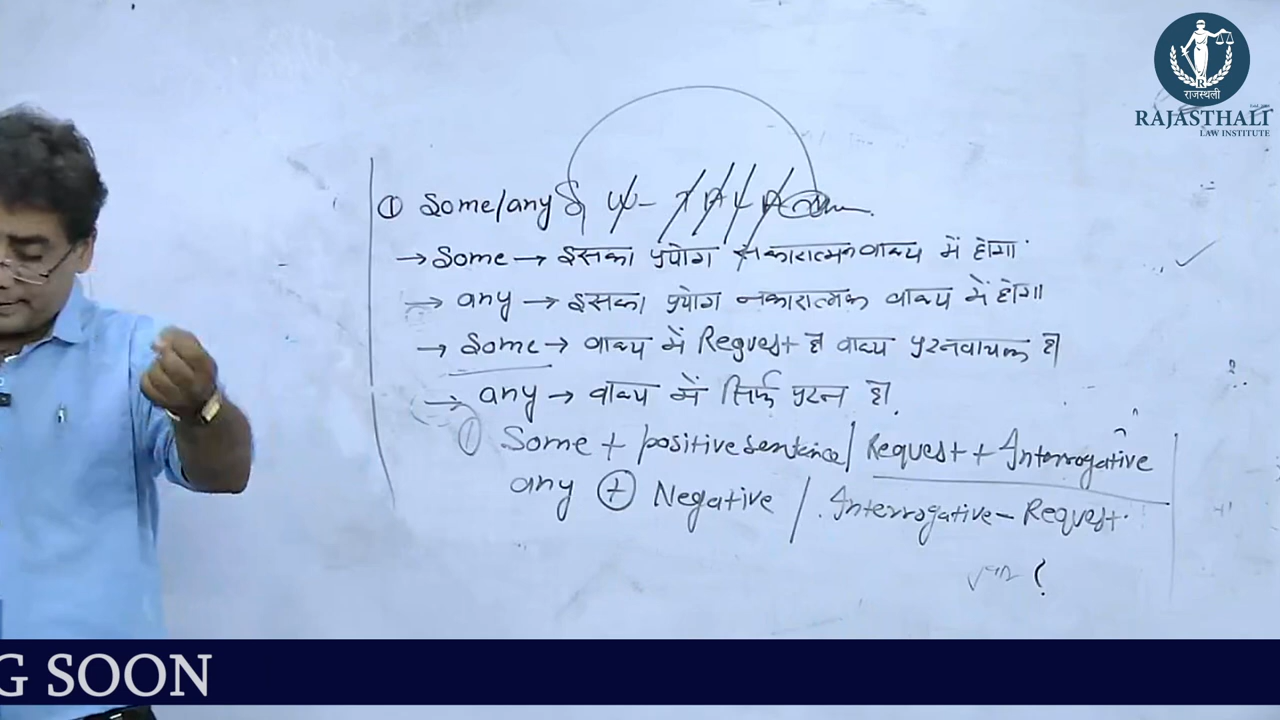 राजस्थली
RAJASTHALI
LAW INSTITUTE
① Some/any
→ Some → इसका प्रयोग सकारात्मक वाक्य में होगा
→ any → इसका प्रयोग नकारात्मक वाक्य में होगा
→ Some → वाक्य में Request हो वाक्य प्रश्नवाचक हो
→ any → वाक्य में सिर्फ प्रश्न हो.
① Some + positive sentence/ Request + Interrogative
any ⊕ Negative / Interrogative - Request.
G SOON